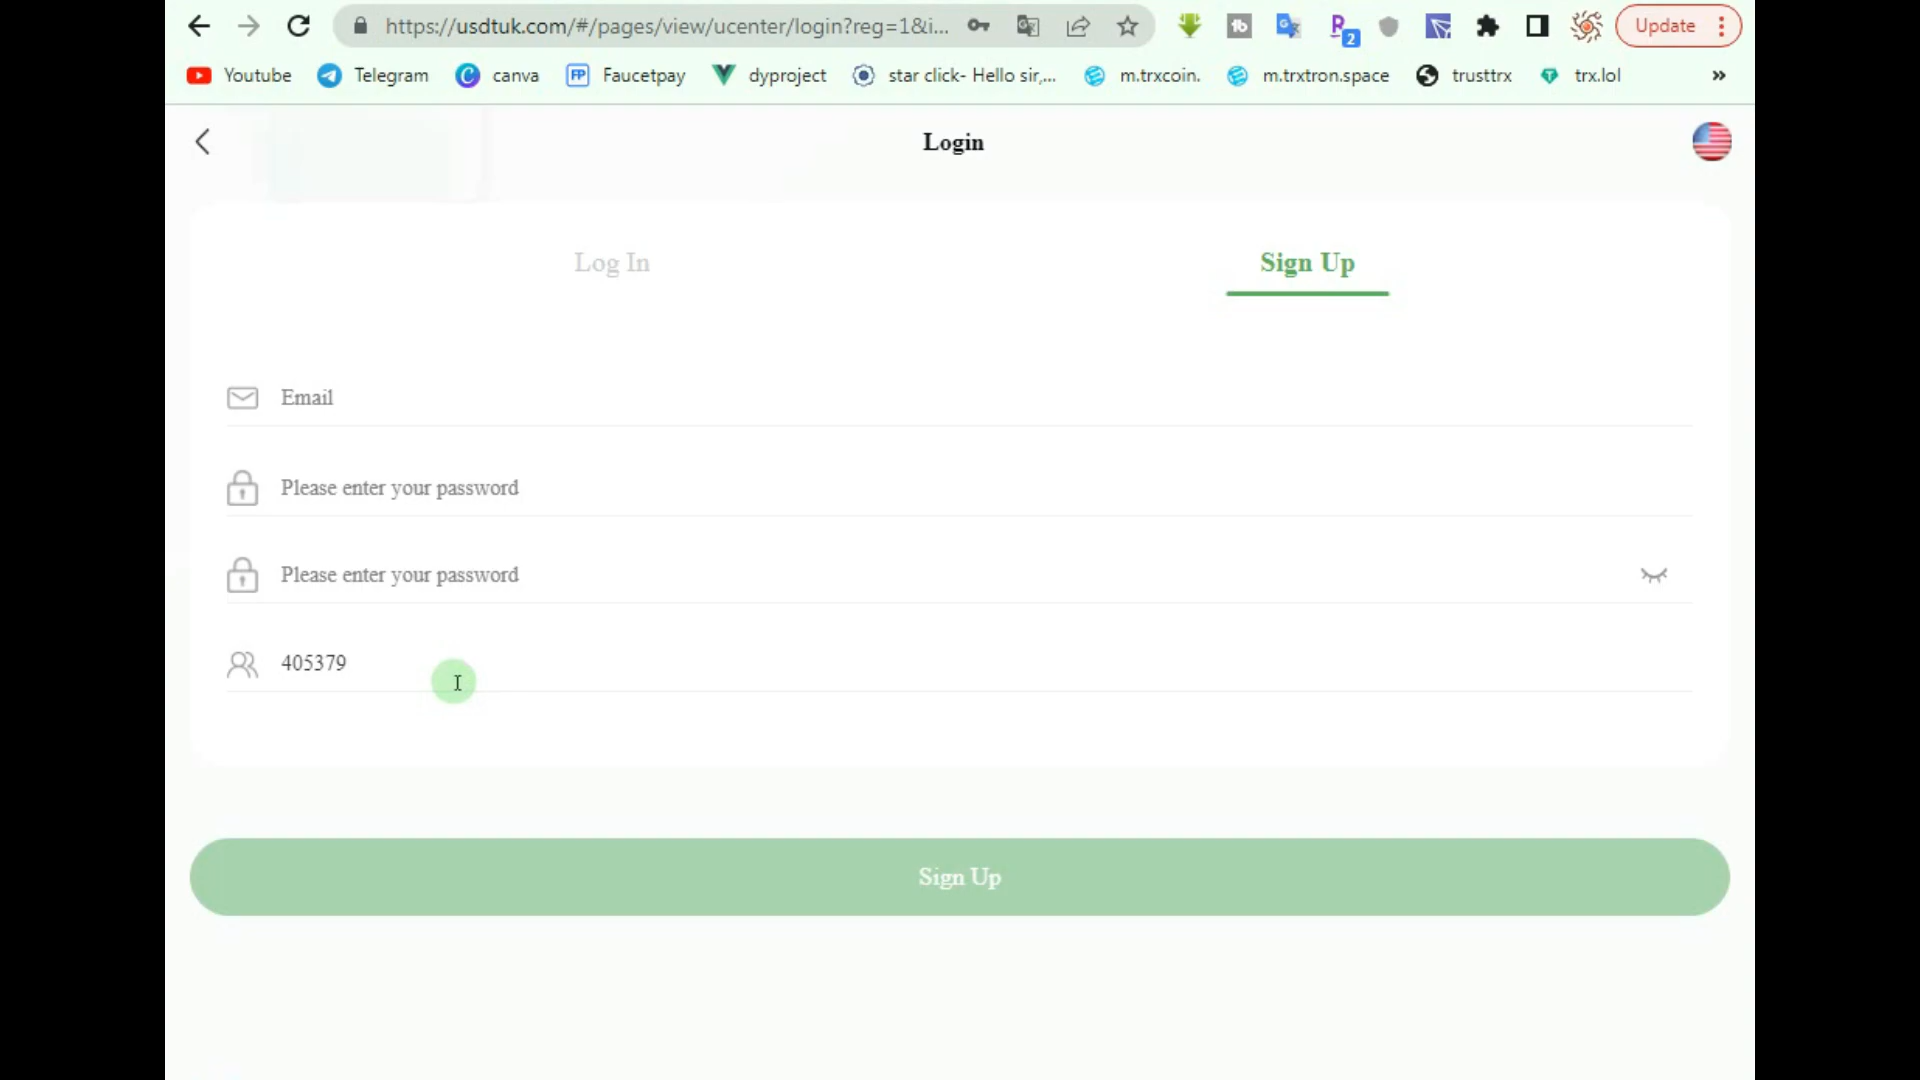 https://usdtuk.com/#/pages/view/ucenter/login?reg=1&i...
Update
Youtube
Telegram
canva
FP
Faucetpay
dyproject
star click- Hello sir,...
m.trxcoin.
m.trxtron.space
trusttrx
trx.lol
»
Login
Log In
Sign Up
Email
Please enter your password
Please enter your password
405379
Sign Up